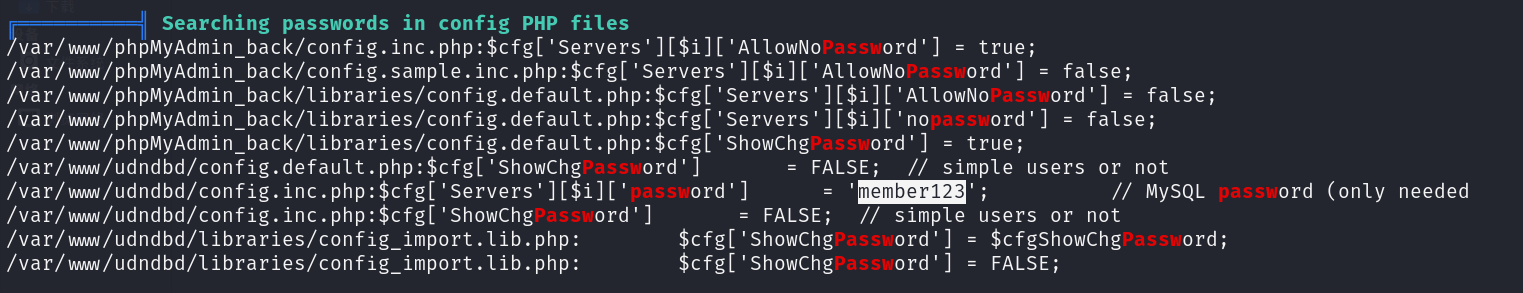 下载
Searching passwords in config PHP files
/var/www/phpMyAdmin_back/config.inc.php:$cfg['Servers'][$i]['AllowNoPassword'] = true;
/var/www/phpMyAdmin_back/config.sample.inc.php:$cfg['Servers'][$i]['AllowNoPassword'] = false;
/var/www/phpMyAdmin_back/libraries/config.default.php:$cfg['Servers'][$i]['AllowNoPassword'] = false;
/var/www/phpMyAdmin_back/libraries/config.default.php:$cfg['Servers'][$i]['nopassword'] = false;
/var/www/phpMyAdmin_back/libraries/config.default.php:$cfg['ShowChgPassword'] = true;
/var/www/udndbd/config.default.php:$cfg['ShowChgPassword']       = FALSE;  // simple users or not
/var/www/udndbd/config.inc.php:$cfg['Servers'][$i]['password']      = 'member123';         // MySQL password (only needed
/var/www/udndbd/config.inc.php:$cfg['ShowChgPassword']       = FALSE;  // simple users or not
/var/www/udndbd/libraries/config_import.lib.php:        $cfg['ShowChgPassword'] = $cfgShowChgPassword;
/var/www/udndbd/libraries/config_import.lib.php:        $cfg['ShowChgPassword'] = FALSE;